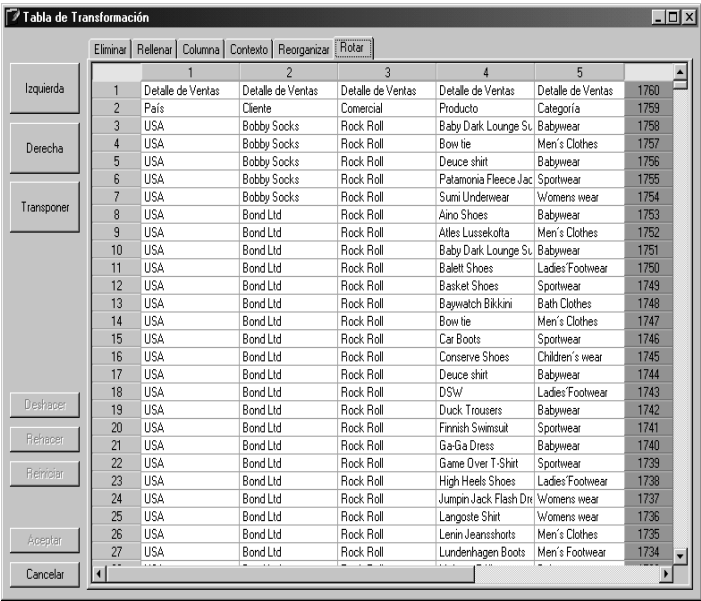 Tabla de Transformación
Eliminar Rellenar Columna Contexto Reorganizar Rotar
Izquierda
Derecha
Transponer
Deshacer
Rehacer
Reiniciar
Aceptar
Cancelar
1 2 3 4 5
1 Detalle de Ventas Detalle de Ventas Detalle de Ventas Detalle de Ventas Detalle de Ventas 1760
2 País Cliente Comercial Producto Categoría 1759
3 USA Bobby Socks Rock Roll Baby Dark Lounge Su Babywear 1758
4 USA Bobby Socks Rock Roll Bow tie Men´s Clothes 1757
5 USA Bobby Socks Rock Roll Deuce shirt Babywear 1756
6 USA Bobby Socks Rock Roll Patamonia Fleece Jac Sportwear 1755
7 USA Bobby Socks Rock Roll Sumi Underwear Womens wear 1754
8 USA Bond Ltd Rock Roll Aino Shoes Babywear 1753
9 USA Bond Ltd Rock Roll Atles Lussekofta Men´s Clothes 1752
10 USA Bond Ltd Rock Roll Baby Dark Lounge Su Babywear 1751
11 USA Bond Ltd Rock Roll Balett Shoes Ladies´Footwear 1750
12 USA Bond Ltd Rock Roll Basket Shoes Sportwear 1749
13 USA Bond Ltd Rock Roll Baywatch Bikkini Bath Clothes 1748
14 USA Bond Ltd Rock Roll Bow tie Men´s Clothes 1747
15 USA Bond Ltd Rock Roll Car Boots Sportwear 1746
16 USA Bond Ltd Rock Roll Conserve Shoes Children´s wear 1745
17 USA Bond Ltd Rock Roll Deuce shirt Babywear 1744
18 USA Bond Ltd Rock Roll DSW Ladies´Footwear 1743
19 USA Bond Ltd Rock Roll Duck Trousers Babywear 1742
20 USA Bond Ltd Rock Roll Finnish Swimsuit Sportwear 1741
21 USA Bond Ltd Rock Roll Ga-Ga Dress Babywear 1740
22 USA Bond Ltd Rock Roll Game Over T-Shirt Sportwear 1739
23 USA Bond Ltd Rock Roll High Heels Shoes Ladies´Footwear 1738
24 USA Bond Ltd Rock Roll Jumpin Jack Flash Dre Womens wear 1737
25 USA Bond Ltd Rock Roll Langoste Shirt Womens wear 1736
26 USA Bond Ltd Rock Roll Lenin Jeansshorts Men´s Clothes 1735
27 USA Bond Ltd Rock Roll Lundenhagen Boots Men´s Footwear 1734